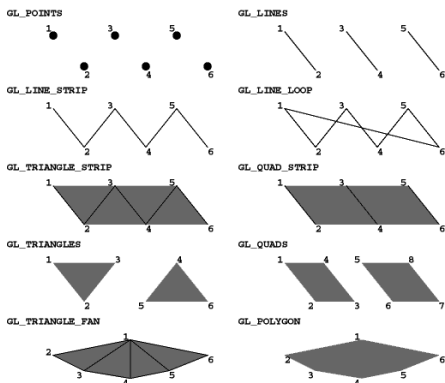 GL_POINTS
1 3 5
2 4 6
GL_LINES
1 3 5
2 4 6
GL_LINE_STRIP
1 3 5
2 4 6
GL_LINE_LOOP
1 3 5
2 4 6
GL_TRIANGLE_STRIP
1 3 5
2 4 6
GL_QUAD_STRIP
1 3 5
2 4 6
GL_TRIANGLES
1 3 4
2 5 6
GL_QUADS
1 4 5 8
2 3 6 7
GL_TRIANGLE_FAN
1
2 6
3 5
4
GL_POLYGON
1
2 6
3 5
4